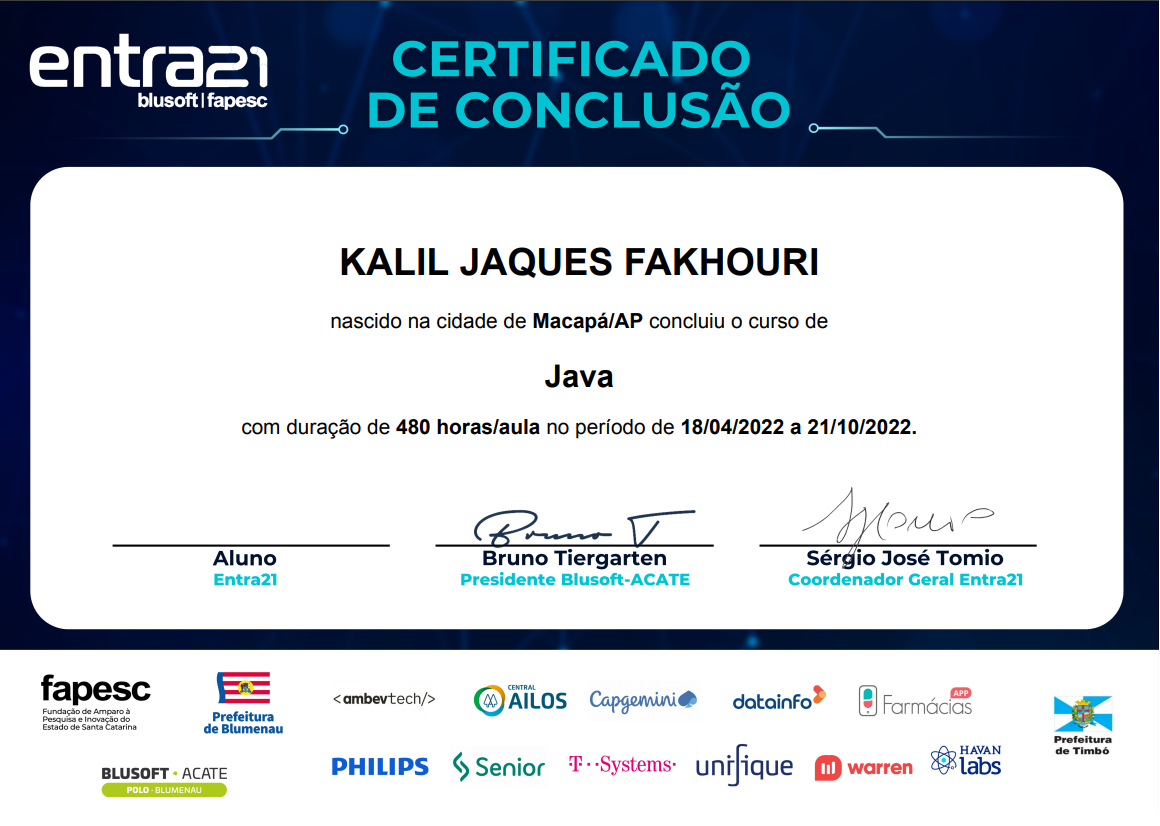 entra21
blusoft | fapesc
CERTIFICADO
DE CONCLUSÃO
KALIL JAQUES FAKHOURI
nascido na cidade de Macapá/AP concluiu o curso de
Java
com duração de 480 horas/aula no período de 18/04/2022 a 21/10/2022.
Bruno T
Aluno
Entra21
Bruno Tiergarten
Presidente Blusoft-ACATE
Sérgio José Tomio
Coordenador Geral Entra21
fapesc
Fundação de Amparo à
Pesquisa e Inovação do
Estado de Santa Catarina
Prefeitura
de Blumenau
BLUSOFT • ACATE
POLO • BLUMENAU
<ambevtech/>
CENTRAL
AILOS
Capgemini
datainfo
APP
Farmácias
PHILIPS
Senior
T··Systems·
unifique
warren
HAVAN
labs
Prefeitura
de Timbó